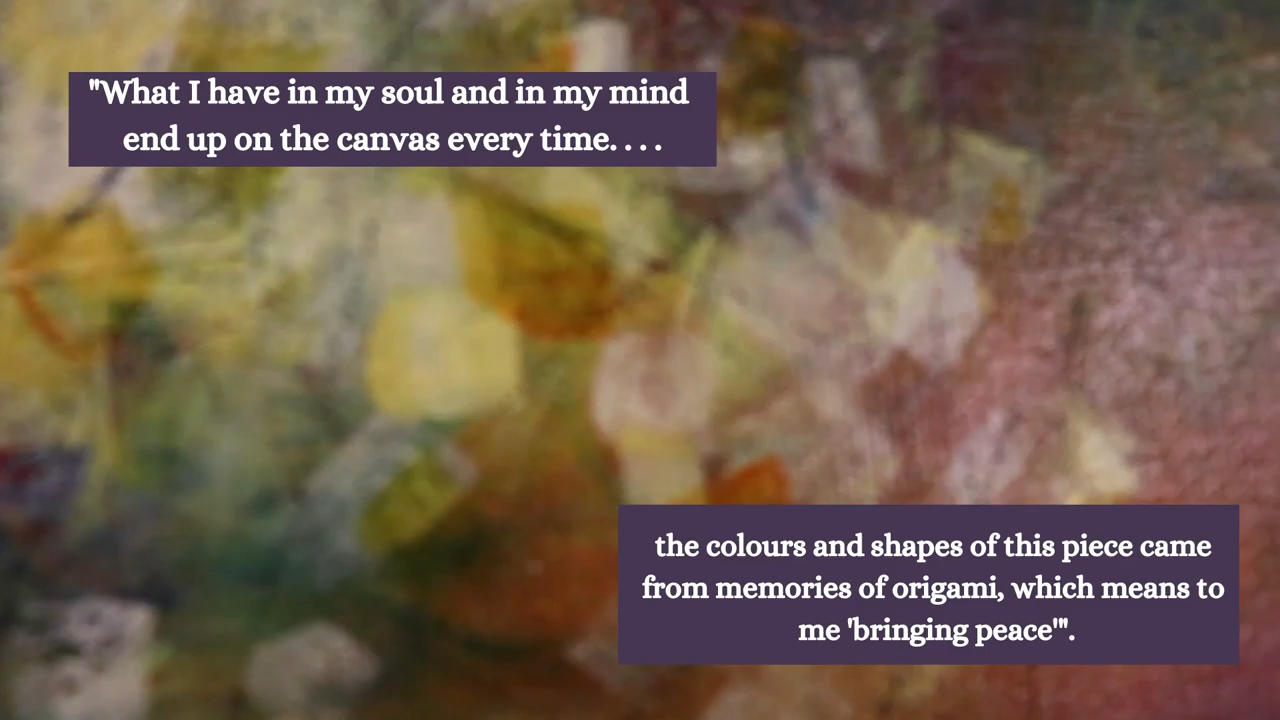 "What I have in my soul and in my mind
end up on the canvas every time. . . .
the colours and shapes of this piece came
from memories of origami, which means to
me 'bringing peace'".